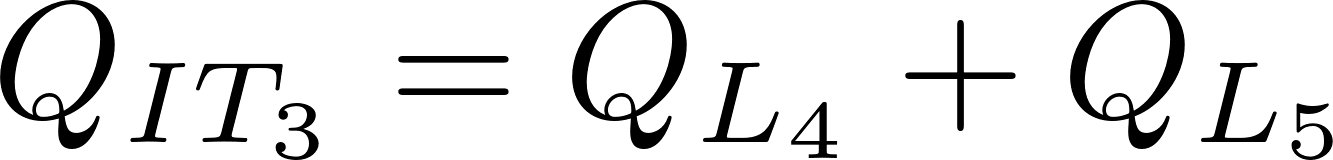 Q_{IT_3} = Q_{L_4} + Q_{L_5}